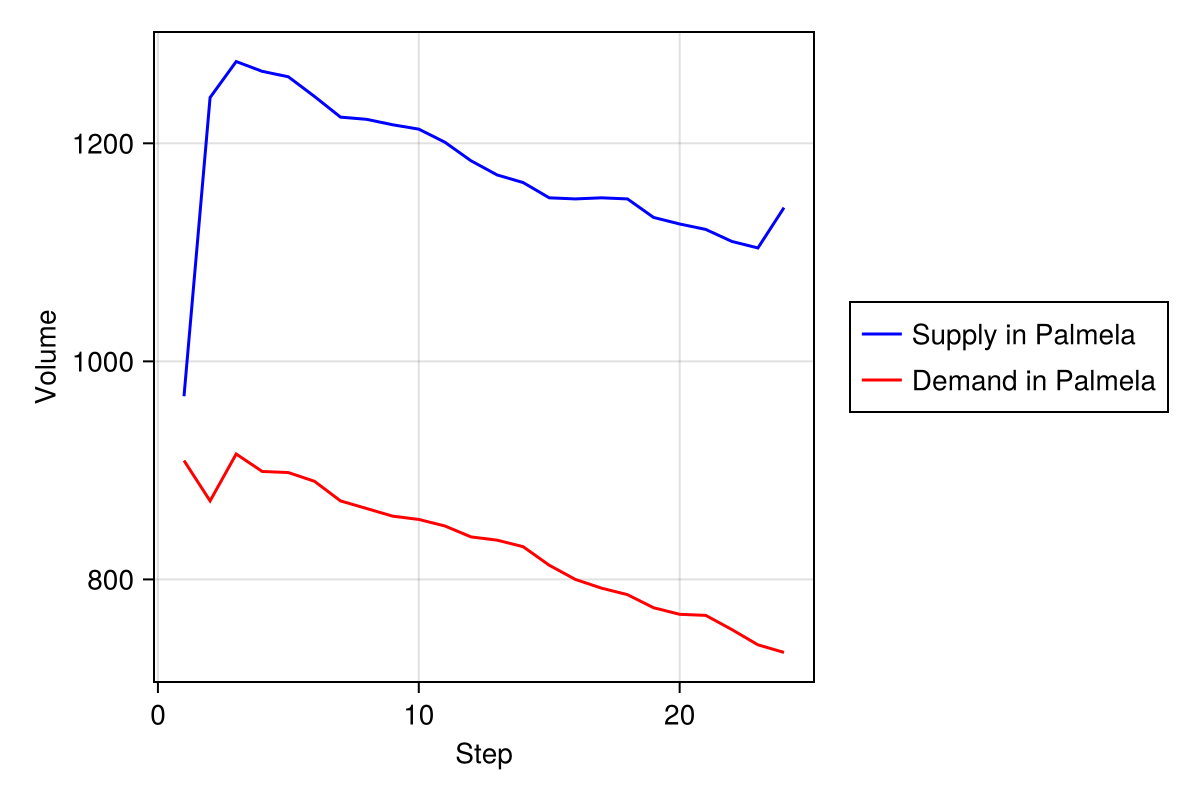 1200
1000
800
Volume
0 10 20
Step
Supply in Palmela
Demand in Palmela